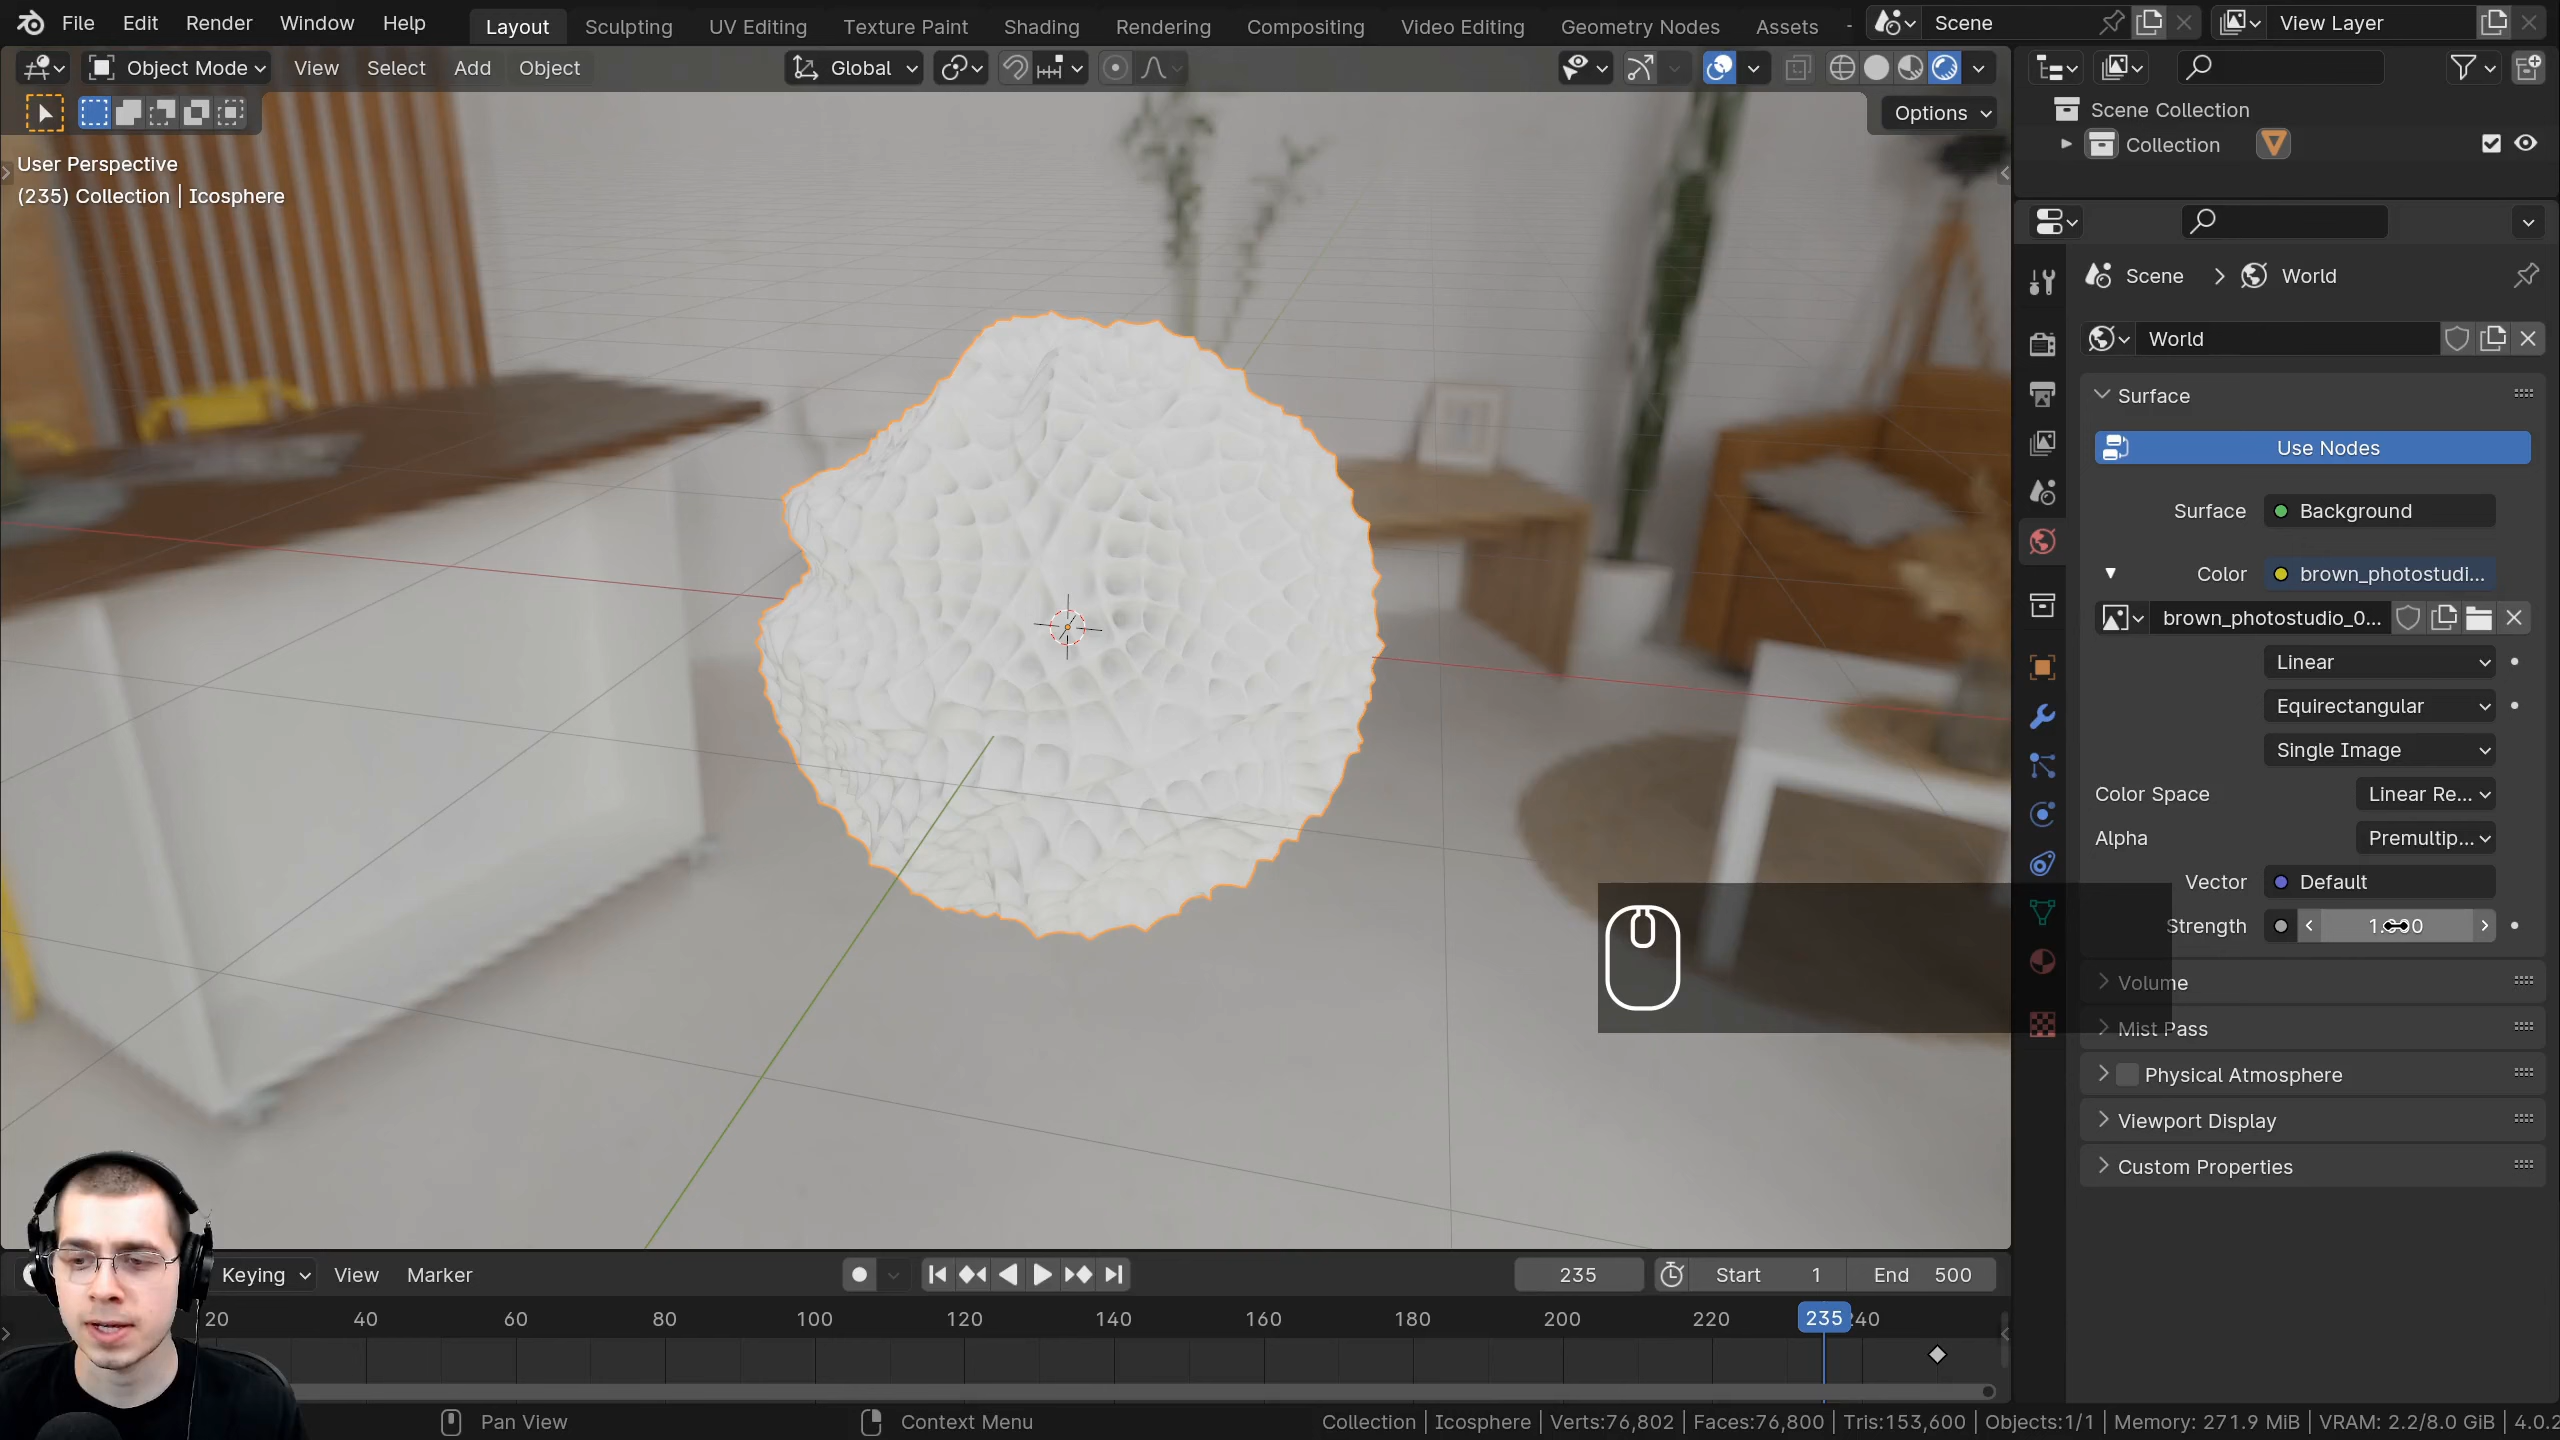 File Edit Render Window Help Layout Sculpting UV Editing Texture Paint Shading Rendering Compositing Video Editing Geometry Nodes Assets Scene View Layer
Object Mode View Select Add Object Global
Options
User Perspective
(235) Collection | Icosphere
Scene Collection
Collection
Scene > World
World
Surface
Use Nodes
Surface Background
Color brown_photostudi...
brown_photostudio_0...
Linear
Equirectangular
Single Image
Color Space Linear Re...
Alpha Premultip...
Vector Default
Strength
Volume
Mist Pass
Physical Atmosphere
Viewport Display
Custom Properties
Keying View Marker 235 Start 1 End 500
20 40 60 80 100 120 140 160 180 200 220 235 240
Pan View Context Menu Collection | Icosphere | Verts:76,802 | Faces:76,800 | Tris:153,600 | Objects:1/1 | Memory: 271.9 MiB | VRAM: 2.2/8.0 GiB | 4.0.2